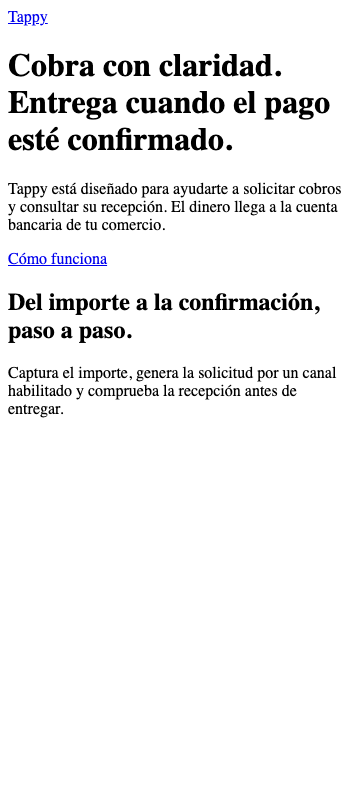 Tappy
Cobra con claridad.
Entrega cuando el pago
esté confirmado.
Tappy está diseñado para ayudarte a solicitar cobros
y consultar su recepción. El dinero llega a la cuenta
bancaria de tu comercio.
Cómo funciona
Del importe a la confirmación,
paso a paso.
Captura el importe, genera la solicitud por un canal
habilitado y comprueba la recepción antes de
entregar.